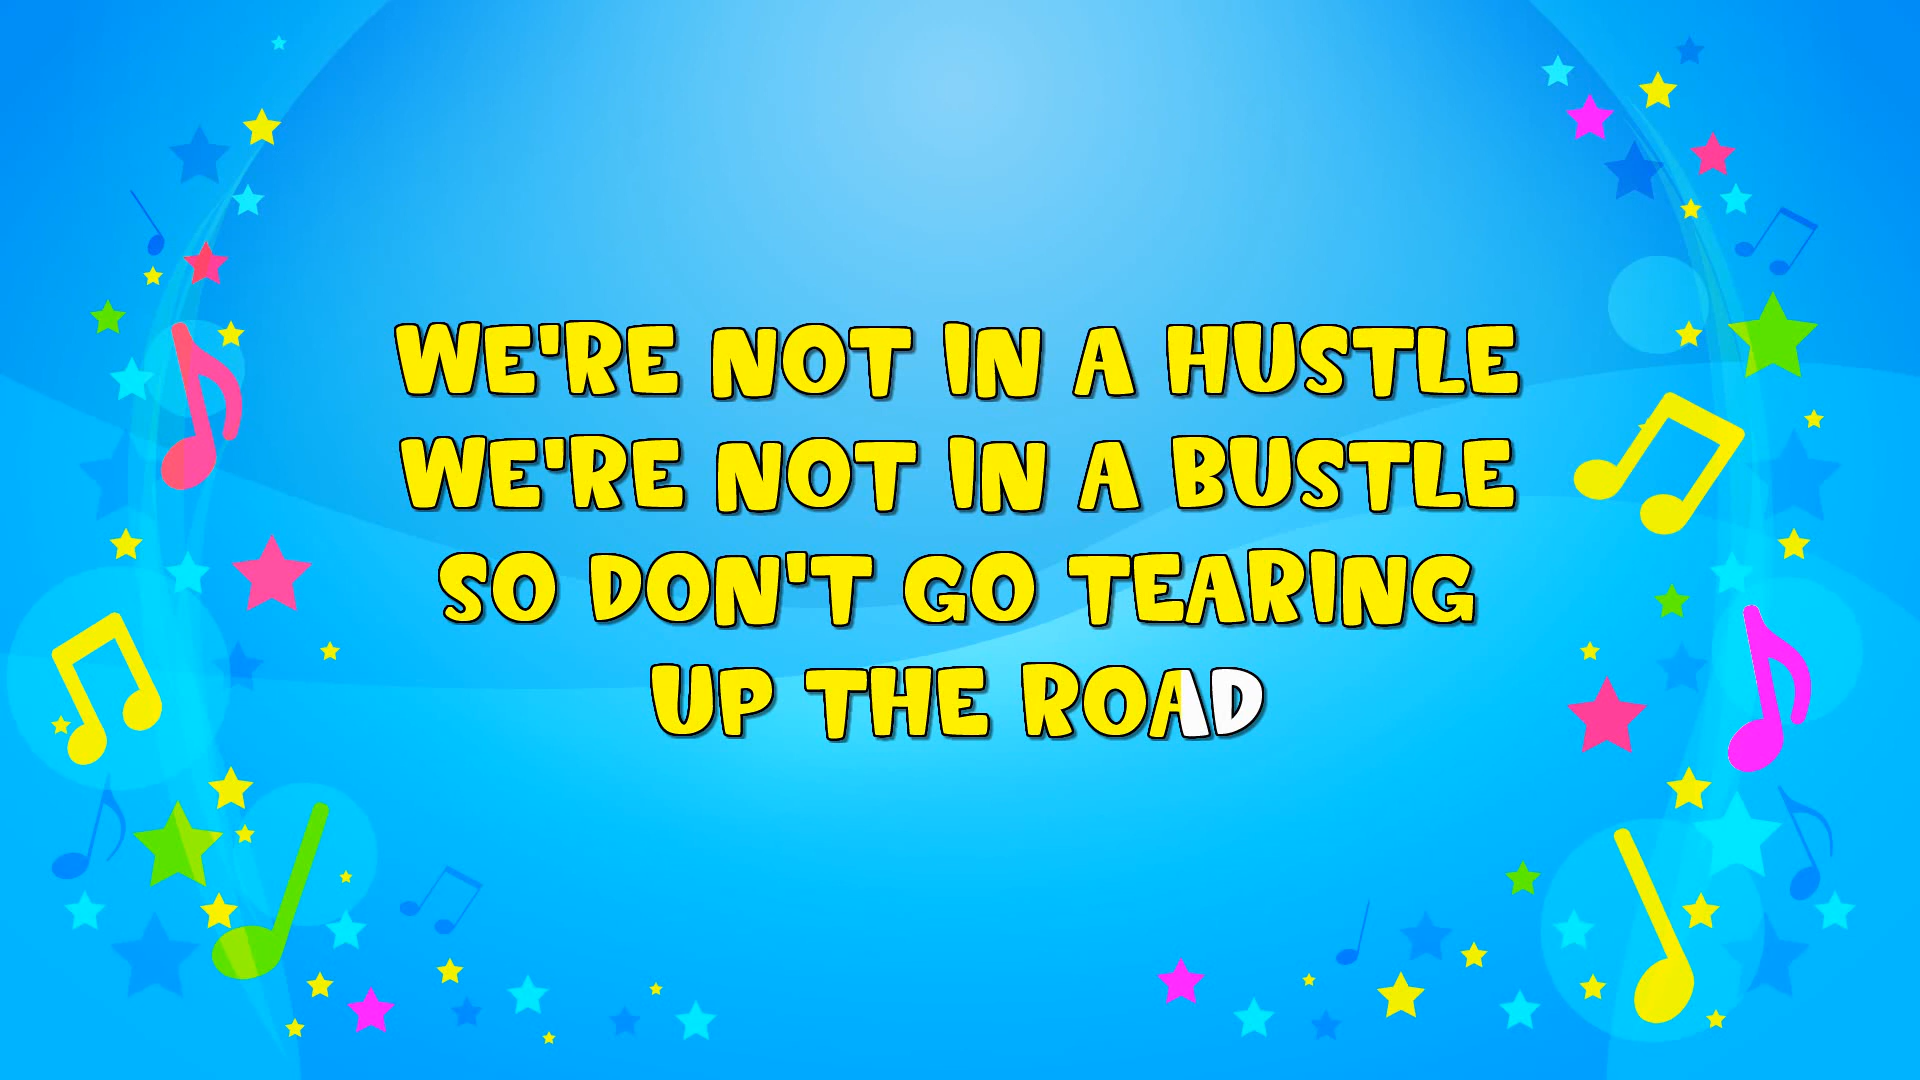 WE'RE NOT IN A HUSTLE
WE'RE NOT IN A BUSTLE
SO DON'T GO TEARING
UP THE ROAD